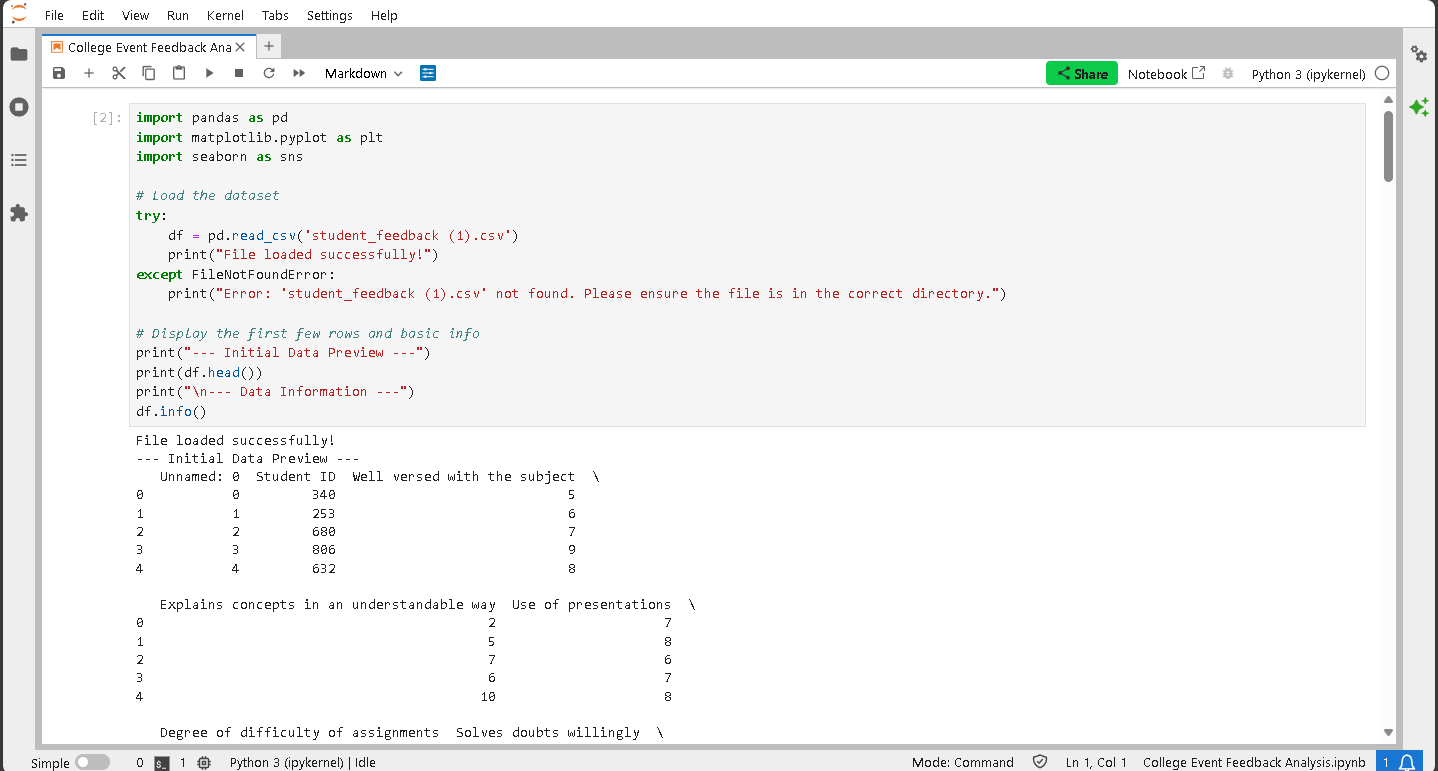 File Edit View Run Kernel Tabs Settings Help
College Event Feedback Ana
Markdown
Share Notebook Python 3 (ipykernel)
[2]:
import pandas as pd
import matplotlib.pyplot as plt
import seaborn as sns
# Load the dataset
try:
    df = pd.read_csv('student_feedback (1).csv')
    print("File loaded successfully!")
except FileNotFoundError:
    print("Error: 'student_feedback (1).csv' not found. Please ensure the file is in the correct directory.")
# Display the first few rows and basic info
print("--- Initial Data Preview ---")
print(df.head())
print("\n--- Data Information ---")
df.info()
File loaded successfully!
--- Initial Data Preview ---
   Unnamed: 0  Student ID  Well versed with the subject  \
0           0         340                             5
1           1         253                             6
2           2         680                             7
3           3         806                             9
4           4         632                             8
   Explains concepts in an understandable way  Use of presentations  \
0                                           2                     7
1                                           5                     8
2                                           7                     6
3                                           6                     7
4                                          10                     8
   Degree of difficulty of assignments  Solves doubts willingly  \
Simple 0 1 Python 3 (ipykernel) | Idle Mode: Command Ln 1, Col 1 College Event Feedback Analysis.ipynb 1